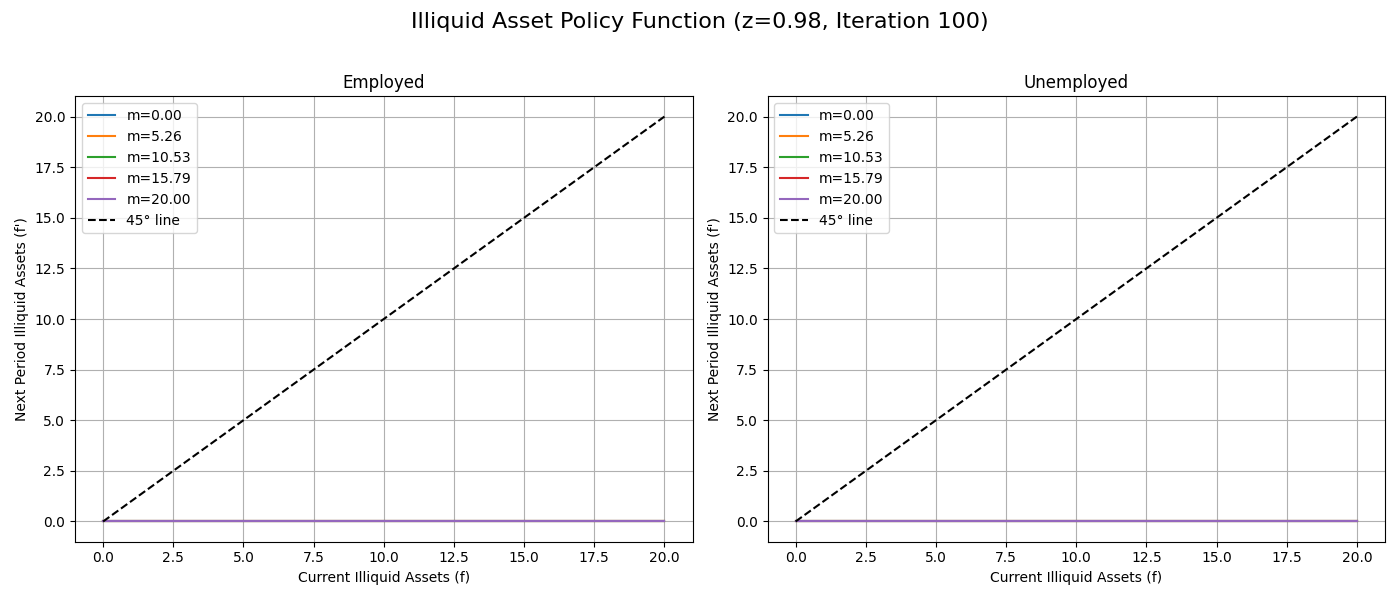 Illiquid Asset Policy Function (z=0.98, Iteration 100)
Employed
m=0.00
m=5.26
m=10.53
m=15.79
m=20.00
45° line
20.0
17.5
15.0
12.5
10.0
7.5
5.0
2.5
0.0
Next Period Illiquid Assets (f')
0.0 2.5 5.0 7.5 10.0 12.5 15.0 17.5 20.0
Current Illiquid Assets (f)
Unemployed
m=0.00
m=5.26
m=10.53
m=15.79
m=20.00
45° line
20.0
17.5
15.0
12.5
10.0
7.5
5.0
2.5
0.0
Next Period Illiquid Assets (f')
0.0 2.5 5.0 7.5 10.0 12.5 15.0 17.5 20.0
Current Illiquid Assets (f)